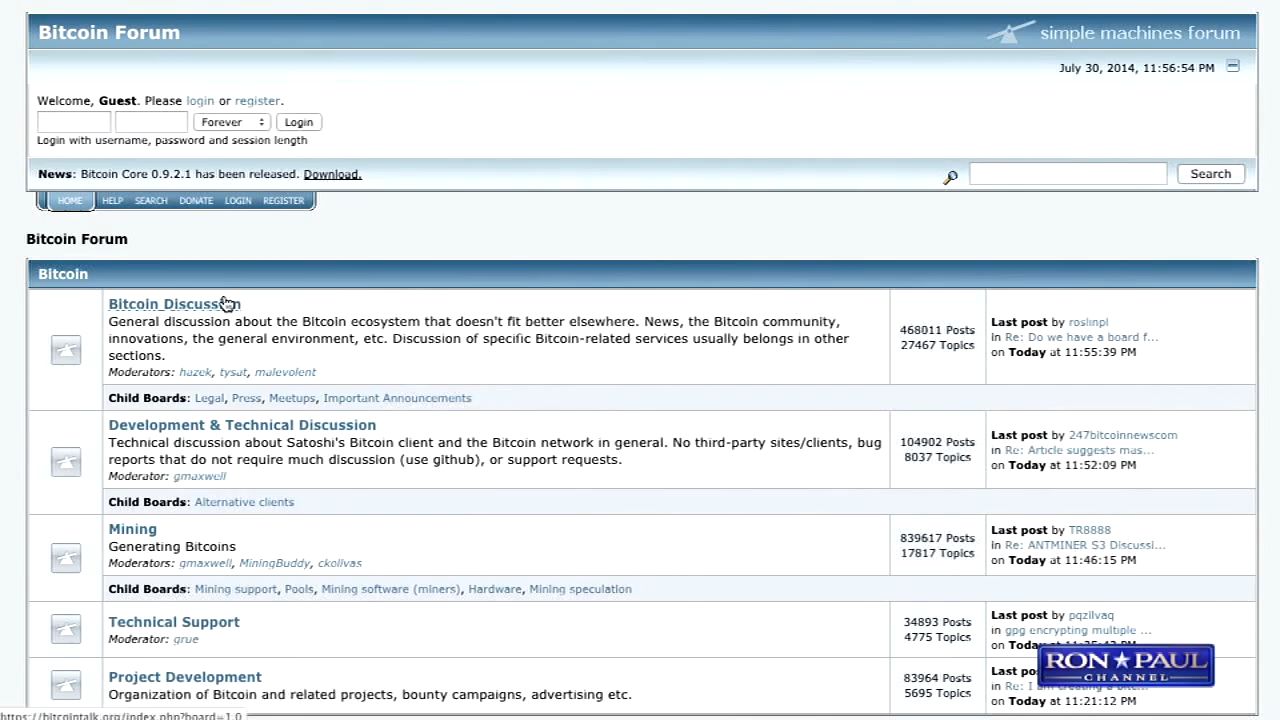 Bitcoin Forum
simple machines forum
July 30, 2014, 11:56:54 PM
Welcome, Guest. Please login or register.
Forever Login
Login with username, password and session length
News: Bitcoin Core 0.9.2.1 has been released. Download.
Search
HOME HELP SEARCH DONATE LOGIN REGISTER
Bitcoin Forum
Bitcoin
Bitcoin
General discussion about the Bitcoin ecosystem that doesn't fit better elsewhere. News, the Bitcoin community,
innovations, the general environment, etc. Discussion of specific Bitcoin-related services usually belongs in other
sections.
Moderators: hazek, tysat, malevolent
468011 Posts
27467 Topics
Last post by roslinpl
in Re: Do we have a board f...
on Today at 11:55:39 PM
Child Boards: Legal, Press, Meetups, Important Announcements
Development & Technical Discussion
Technical discussion about Satoshi's Bitcoin client and the Bitcoin network in general. No third-party sites/clients, bug
reports that do not require much discussion (use github), or support requests.
Moderator: gmaxwell
104902 Posts
8037 Topics
Last post by 247bitcoinnewscom
in Re: Article suggests mas...
on Today at 11:52:09 PM
Child Boards: Alternative clients
Mining
Generating Bitcoins
Moderators: gmaxwell, MiningBuddy, ckolivas
839617 Posts
17817 Topics
Last post by TR8888
in Re: ANTMINER S3 Discussi...
on Today at 11:46:15 PM
Child Boards: Mining support, Pools, Mining software (miners), Hardware, Mining speculation
Technical Support
Moderator: grue
34893 Posts
4775 Topics
Last post by pqzilvaq
in gpg encrypting multiple ...
on
Project Development
Organization of Bitcoin and related projects, bounty campaigns, advertising etc.
83964 Posts
5695 Topics
Last
in Re: I
on Today at 11:21:12 PM
RON PAUL
CHANNEL
https://bitcointalk.org/index.php?board=1.0